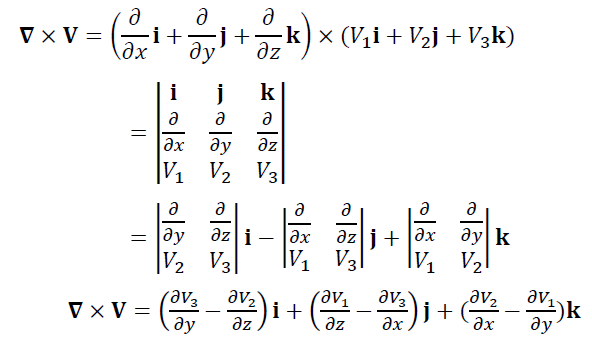 ∇ × V = (∂/∂x i + ∂/∂y j + ∂/∂z k) × (V₁i + V₂j + V₃k)
= |i j k; ∂/∂x ∂/∂y ∂/∂z; V₁ V₂ V₃|
= |∂/∂y ∂/∂z; V₂ V₃| i − |∂/∂x ∂/∂z; V₁ V₃| j + |∂/∂x ∂/∂y; V₁ V₂| k
∇ × V = (∂V₃/∂y − ∂V₂/∂z) i + (∂V₁/∂z − ∂V₃/∂x) j + (∂V₂/∂x − ∂V₁/∂y)k